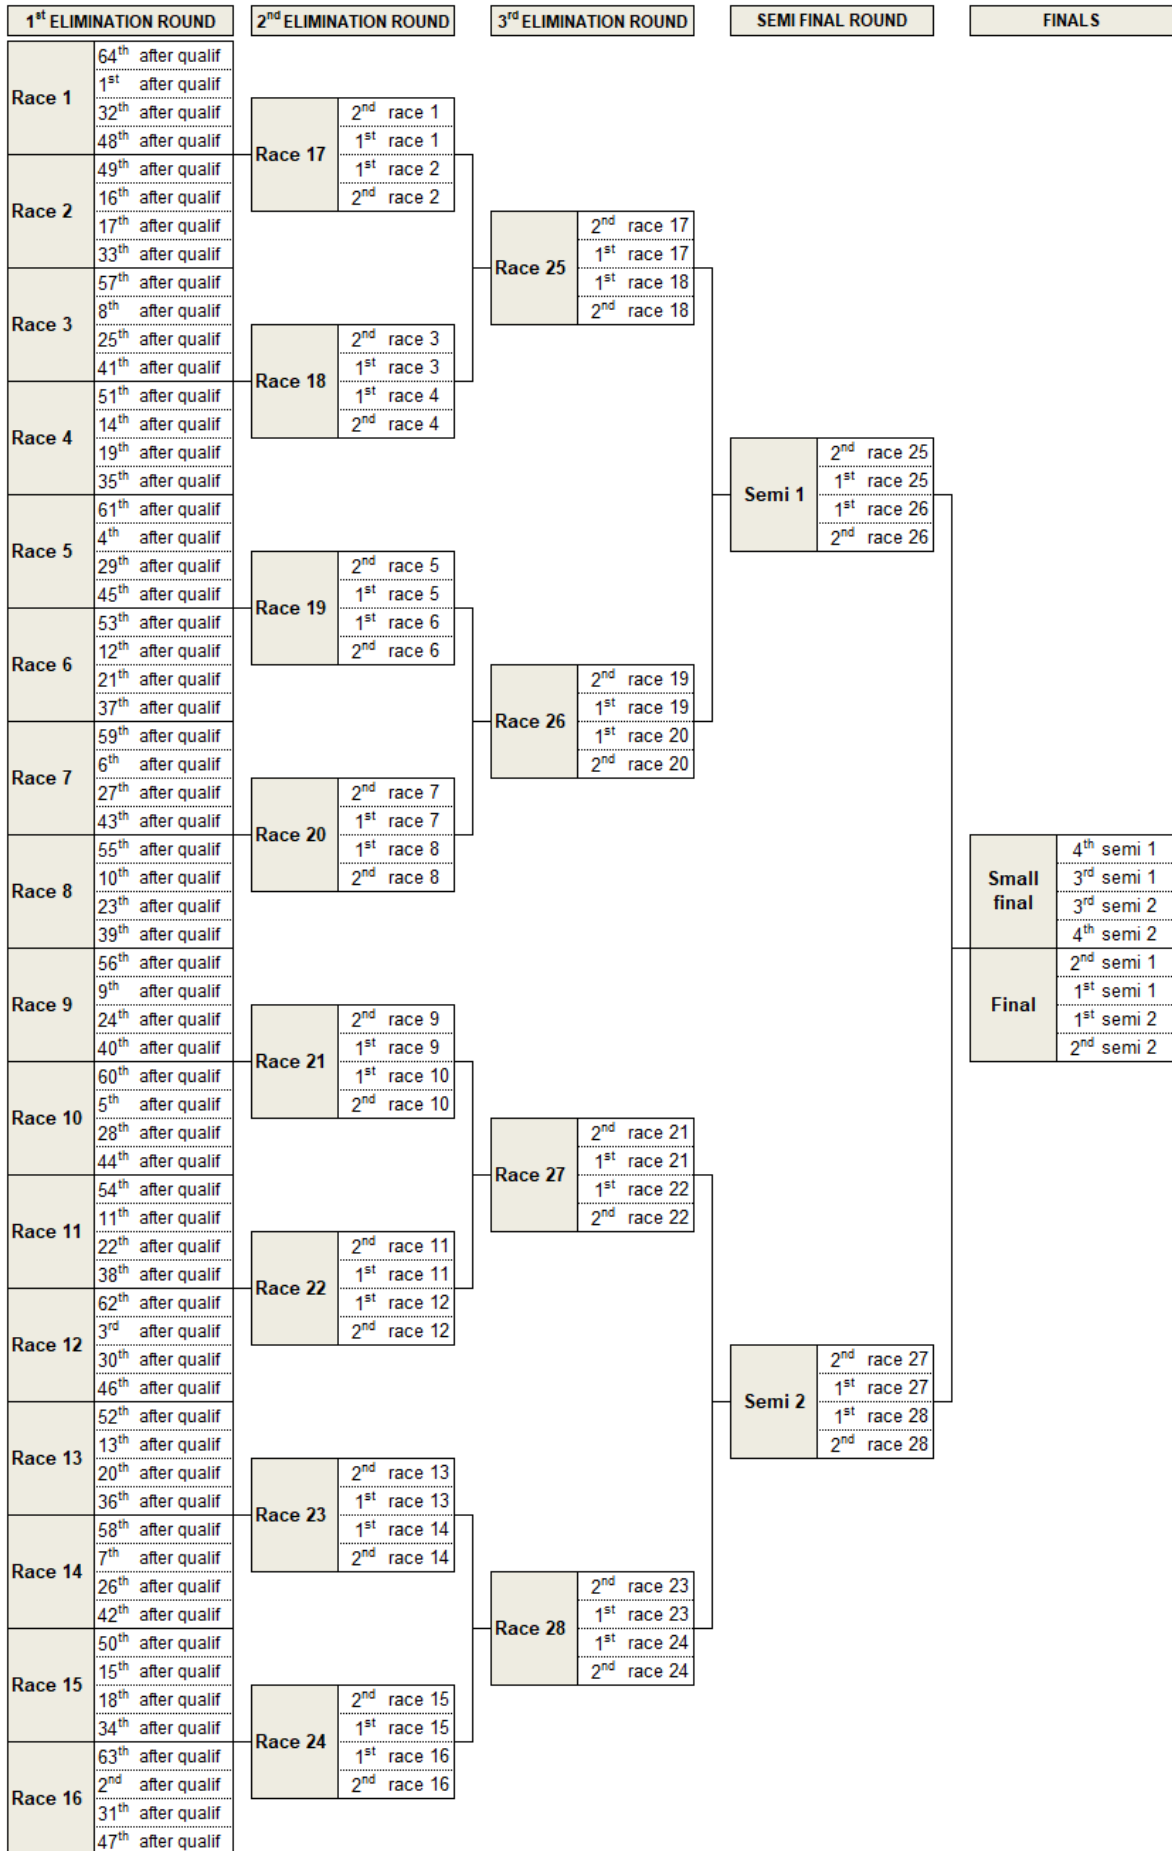 1st ELIMINATION ROUND
2nd ELIMINATION ROUND
3rd ELIMINATION ROUND
SEMI FINAL ROUND
FINALS
Race 1
64th after qualif
1st after qualif
32th after qualif
48th after qualif
Race 2
49th after qualif
16th after qualif
17th after qualif
33th after qualif
Race 3
57th after qualif
8th after qualif
25th after qualif
41th after qualif
Race 4
51th after qualif
14th after qualif
19th after qualif
35th after qualif
Race 5
61th after qualif
4th after qualif
29th after qualif
45th after qualif
Race 6
53th after qualif
12th after qualif
21th after qualif
37th after qualif
Race 7
59th after qualif
6th after qualif
27th after qualif
43th after qualif
Race 8
55th after qualif
10th after qualif
23th after qualif
39th after qualif
Race 9
56th after qualif
9th after qualif
24th after qualif
40th after qualif
Race 10
60th after qualif
5th after qualif
28th after qualif
44th after qualif
Race 11
54th after qualif
11th after qualif
22th after qualif
38th after qualif
Race 12
62th after qualif
3rd after qualif
30th after qualif
46th after qualif
Race 13
52th after qualif
13th after qualif
20th after qualif
36th after qualif
Race 14
58th after qualif
7th after qualif
26th after qualif
42th after qualif
Race 15
50th after qualif
15th after qualif
18th after qualif
34th after qualif
Race 16
63th after qualif
2nd after qualif
31th after qualif
47th after qualif
Race 17
2nd race 1
1st race 1
1st race 2
2nd race 2
Race 18
2nd race 3
1st race 3
1st race 4
2nd race 4
Race 19
2nd race 5
1st race 5
1st race 6
2nd race 6
Race 20
2nd race 7
1st race 7
1st race 8
2nd race 8
Race 21
2nd race 9
1st race 9
1st race 10
2nd race 10
Race 22
2nd race 11
1st race 11
1st race 12
2nd race 12
Race 23
2nd race 13
1st race 13
1st race 14
2nd race 14
Race 24
2nd race 15
1st race 15
1st race 16
2nd race 16
Race 25
2nd race 17
1st race 17
1st race 18
2nd race 18
Race 26
2nd race 19
1st race 19
1st race 20
2nd race 20
Race 27
2nd race 21
1st race 21
1st race 22
2nd race 22
Race 28
2nd race 23
1st race 23
1st race 24
2nd race 24
Semi 1
2nd race 25
1st race 25
1st race 26
2nd race 26
Semi 2
2nd race 27
1st race 27
1st race 28
2nd race 28
Small
final
4th semi 1
3rd semi 1
3rd semi 2
4th semi 2
Final
2nd semi 1
1st semi 1
1st semi 2
2nd semi 2